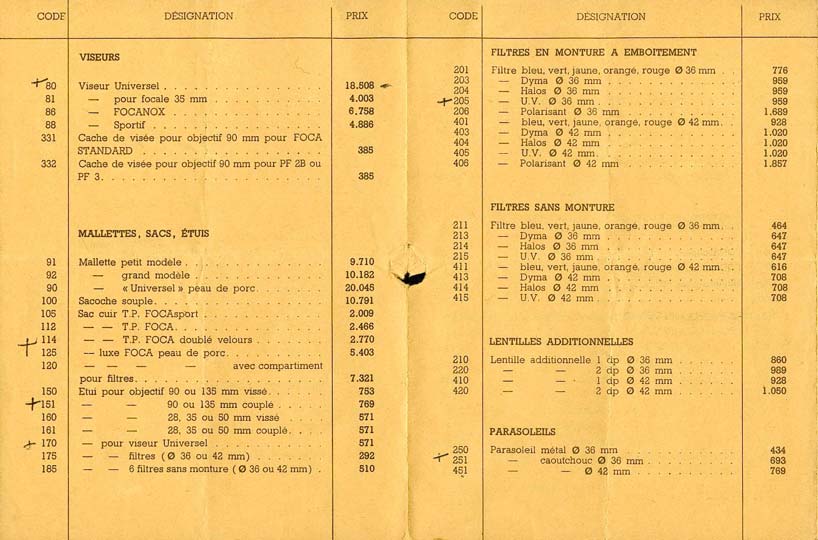 CODE DÉSIGNATION PRIX
VISEURS
80 Viseur Universel . . . . . . . . . . . . . . . . . 18.508
81 — pour focale 35 mm . . . . . . . . . . . . 4.003
86 — FOCANOX . . . . . . . . . . . . . . . . 6.758
88 — Sportif . . . . . . . . . . . . . . . . . . 4.886
331 Cache de visée pour objectif 90 mm pour FOCA
STANDARD . . . . . . . . . . . . . . . . . . 385
332 Cache de visée pour objectif 90 mm pour PF 2B ou
PF 3. . . . . . . . . . . . . . . . . . . . . . . 385
MALLETTES, SACS, ÉTUIS
91 Mallette petit modèle . . . . . . . . . . . . . . 9.710
92 — grand modèle . . . . . . . . . . . . . 10.182
90 — « Universel » peau de porc. . . . . . . . 20.045
100 Sacoche souple. . . . . . . . . . . . . . . . . . 10.791
105 Sac cuir T.P. FOCAsport . . . . . . . . . . . . . 2.009
112 — — T.P. FOCA. . . . . . . . . . . . . . . . 2.466
114 — — T.P. FOCA doublé velours . . . . . . . . 2.770
125 — luxe FOCA peau de porc. . . . . . . . . . . 5.403
120 — — — — avec compartiment
pour filtres. . . . . . . . . . . . . . . . . . . . 7.321
150 Etui pour objectif 90 ou 135 mm vissé. . . . . . 753
151 — — 90 ou 135 mm couplé . . . . . 769
160 — — 28, 35 ou 50 mm vissé . . . . . 571
161 — — 28, 35 ou 50 mm couplé. . . . 571
170 — pour viseur Universel . . . . . . . . . . . . 571
175 — — filtres ( Ø 36 ou 42 mm) . . . . . . . . 292
185 — — 6 filtres sans monture ( Ø 36 ou 42 mm) . 510
CODE DÉSIGNATION PRIX
FILTRES EN MONTURE A EMBOITEMENT
201 Filtre bleu, vert, jaune, orangé, rouge Ø 36 mm . . . 776
203 — Dyma Ø 36 mm . . . . . . . . . . . . . . . 959
204 — Halos Ø 36 mm . . . . . . . . . . . . . . . 959
205 — U.V. Ø 36 mm. . . . . . . . . . . . . . . . 959
206 — Polarisant Ø 36 mm . . . . . . . . . . . . . 1.689
401 — bleu, vert, jaune, orangé, rouge Ø 42 mm. . . 928
403 — Dyma Ø 42 mm . . . . . . . . . . . . . . . 1.020
404 — Halos Ø 42 mm . . . . . . . . . . . . . . . 1.020
405 — U.V. Ø 42 mm. . . . . . . . . . . . . . . . 1.020
406 — Polarisant Ø 42 mm . . . . . . . . . . . . . 1.857
FILTRES SANS MONTURE
211 Filtre bleu, vert, jaune, orangé, rouge Ø 36 mm. . . 464
213 — Dyma Ø 36 mm . . . . . . . . . . . . . . . 647
214 — Halos Ø 36 mm . . . . . . . . . . . . . . . 647
215 — U.V. Ø 36 mm . . . . . . . . . . . . . . . . 647
411 — bleu, vert, jaune, orangé, rouge Ø 42 mm. . . 616
413 — Dyma Ø 42 mm . . . . . . . . . . . . . . . 708
414 — Halos Ø 42 mm . . . . . . . . . . . . . . . 708
415 — U.V. Ø 42 mm . . . . . . . . . . . . . . . . 708
LENTILLES ADDITIONNELLES
210 Lentille additionnelle 1 dp Ø 36 mm . . . . . . . 860
220 — — 2 dp Ø 36 mm . . . . . . . 989
410 — — 1 dp Ø 42 mm . . . . . . . 928
420 — — 2 dp Ø 42 mm . . . . . . . 1.050
PARASOLEILS
250 Parasoleil métal Ø 36 mm . . . . . . . . . . . . 434
251 — caoutchouc Ø 36 mm . . . . . . . . . . 693
451 — — Ø 42 mm . . . . . . . . . . . 769